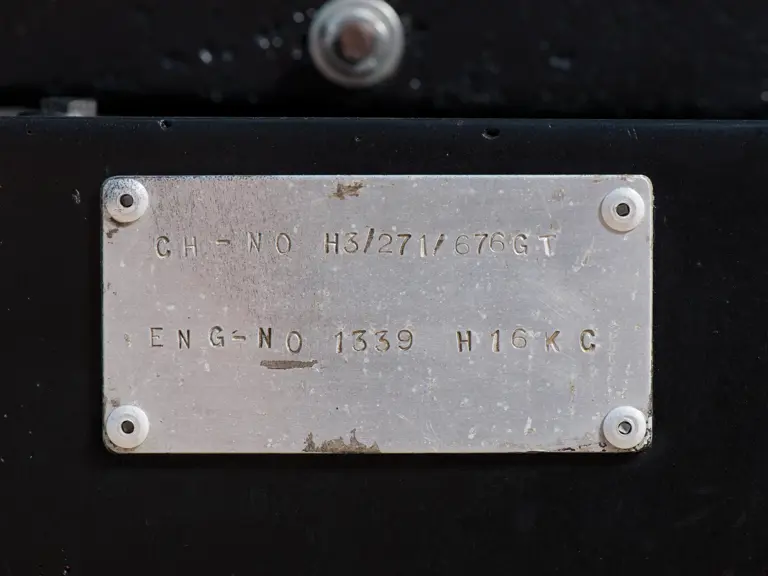 CH-NO H3/271/676GT
ENG-NO 1339 H16KC